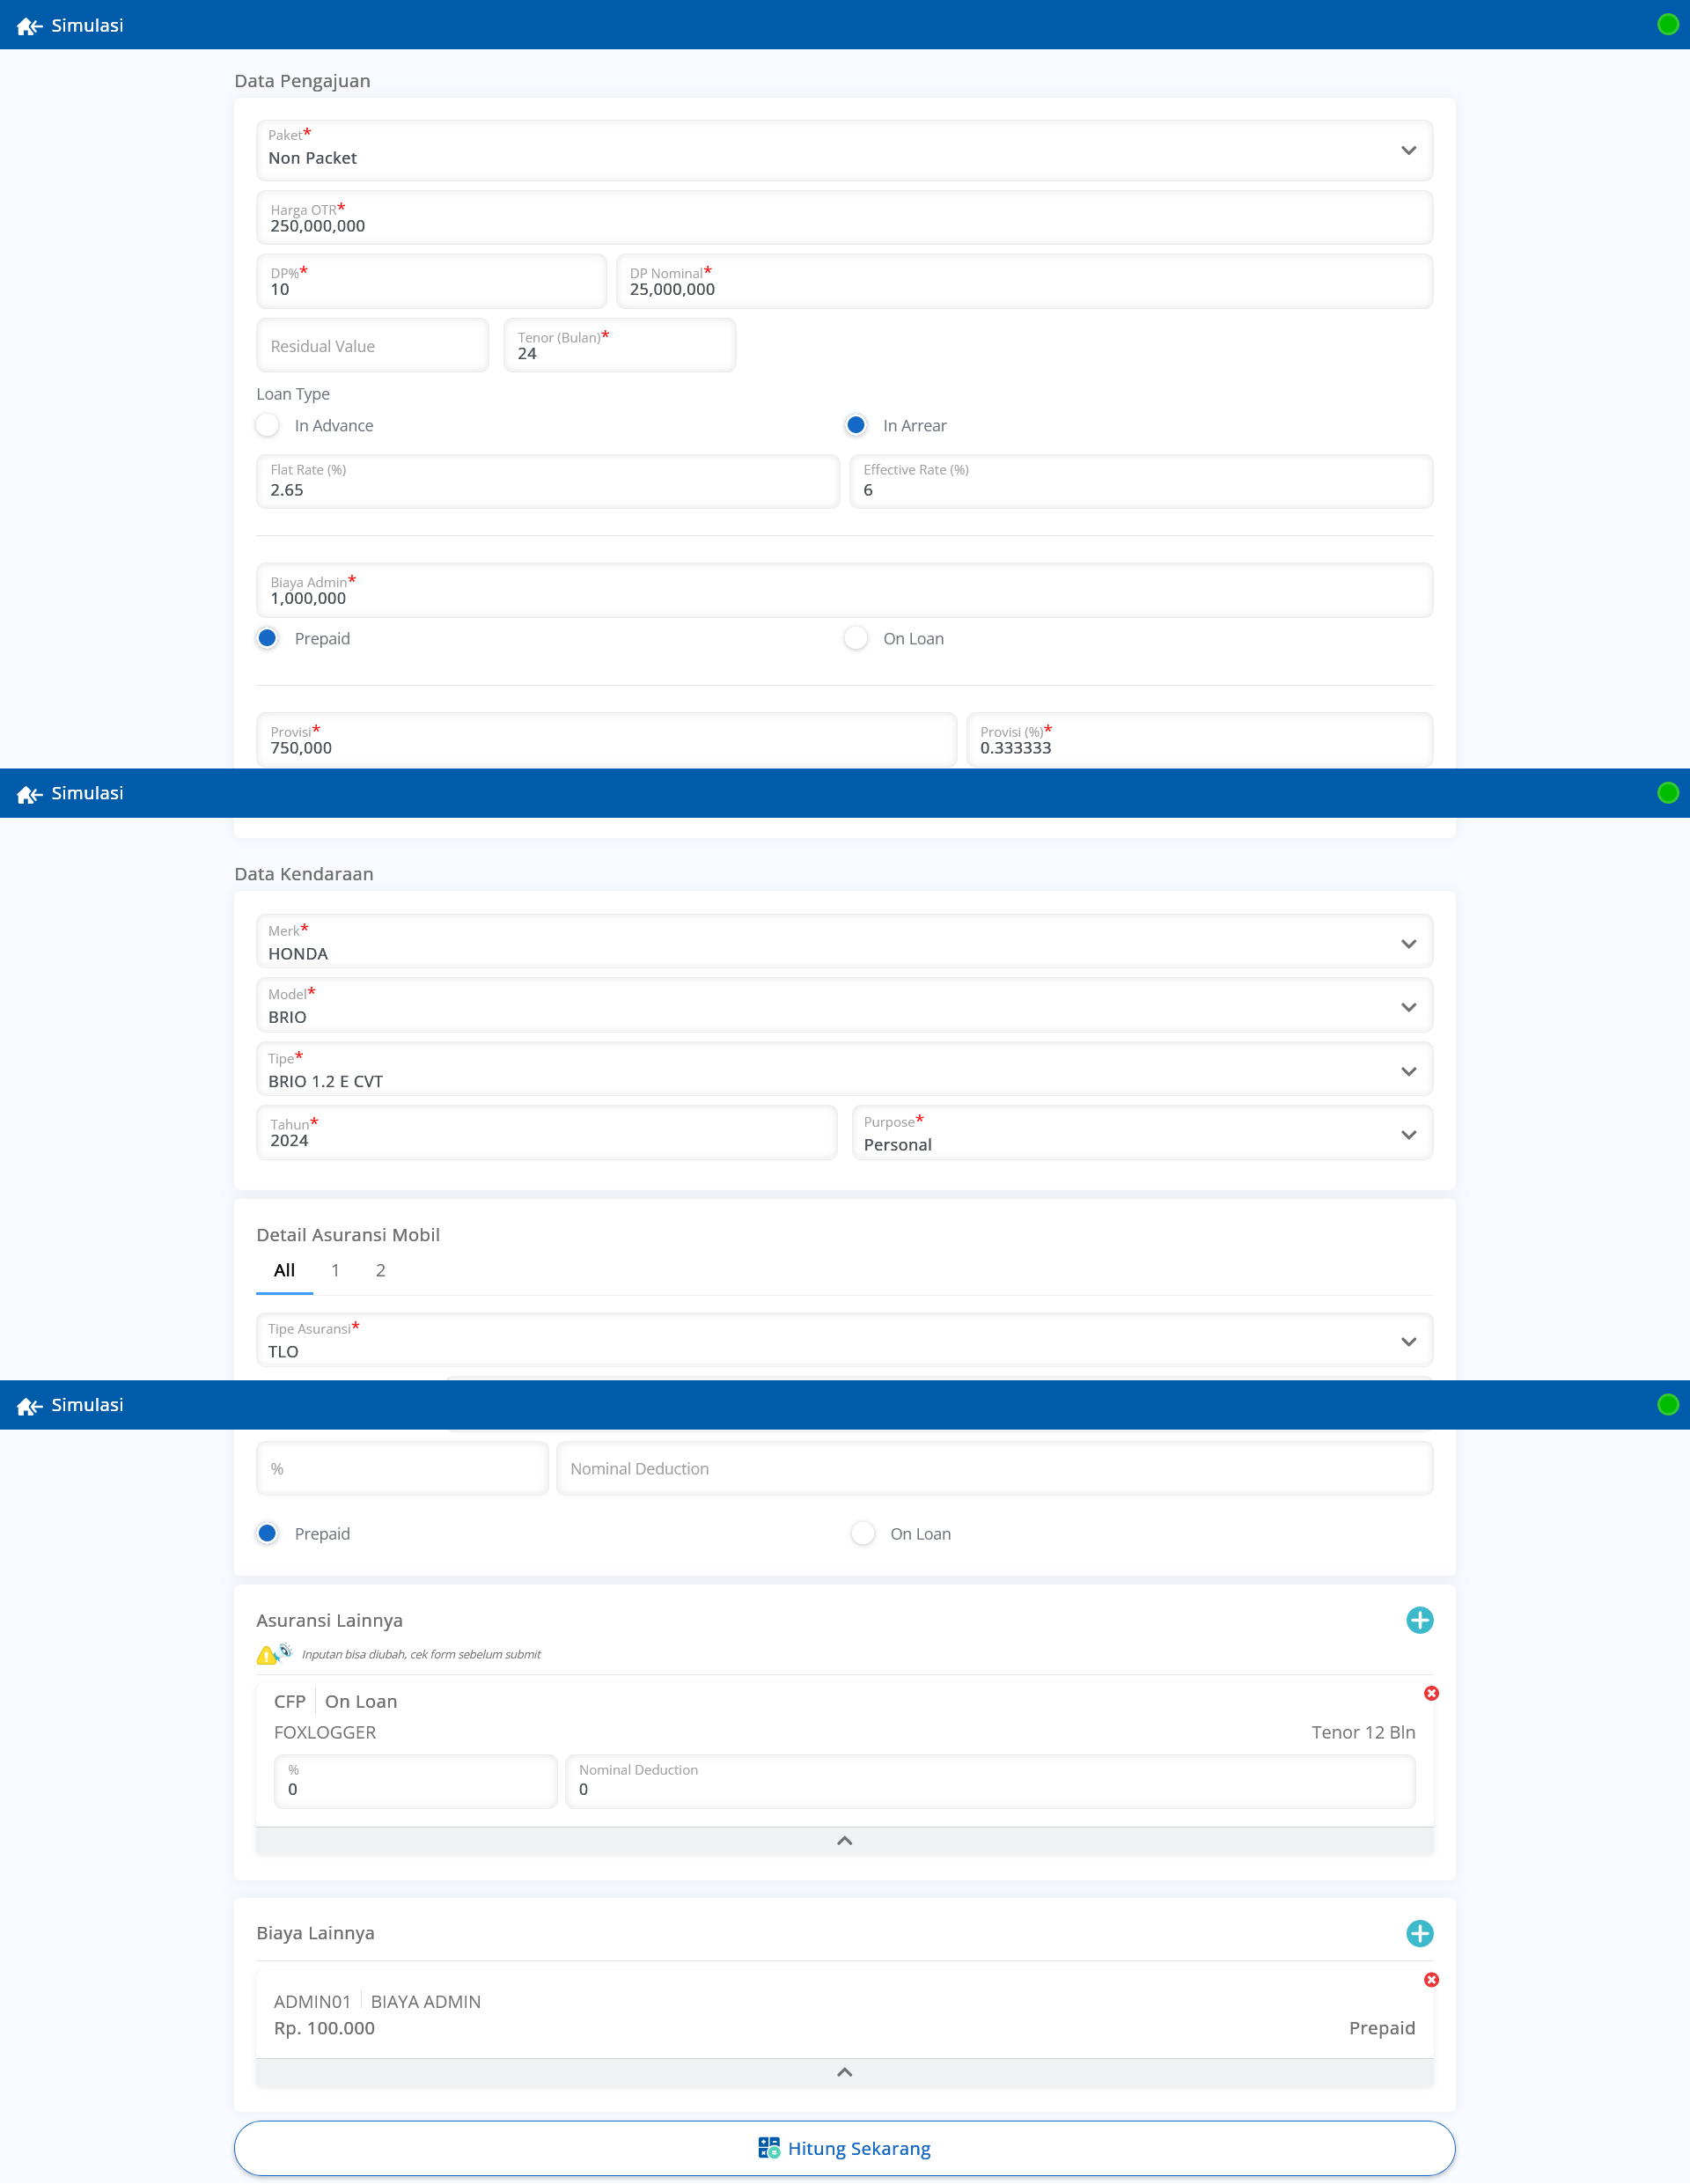 Simulasi
Data Pengajuan
Paket*
Non Packet
Harga OTR*
250,000,000
DP%*
10
DP Nominal*
25,000,000
Residual Value
Tenor (Bulan)*
24
Loan Type
In Advance
In Arrear
Flat Rate (%)
2.65
Effective Rate (%)
6
Biaya Admin*
1,000,000
Prepaid
On Loan
Provisi*
750,000
Provisi (%)*
0.333333
Simulasi
Data Kendaraan
Merk*
HONDA
Model*
BRIO
Tipe*
BRIO 1.2 E CVT
Tahun*
2024
Purpose*
Personal
Detail Asuransi Mobil
All 1 2
Tipe Asuransi*
TLO
Simulasi
%
Nominal Deduction
Prepaid
On Loan
Asuransi Lainnya
Inputan bisa diubah, cek form sebelum submit
CFP On Loan
FOXLOGGER
Tenor 12 Bln
%
0
Nominal Deduction
0
Biaya Lainnya
ADMIN01 BIAYA ADMIN
Rp. 100.000
Prepaid
Hitung Sekarang